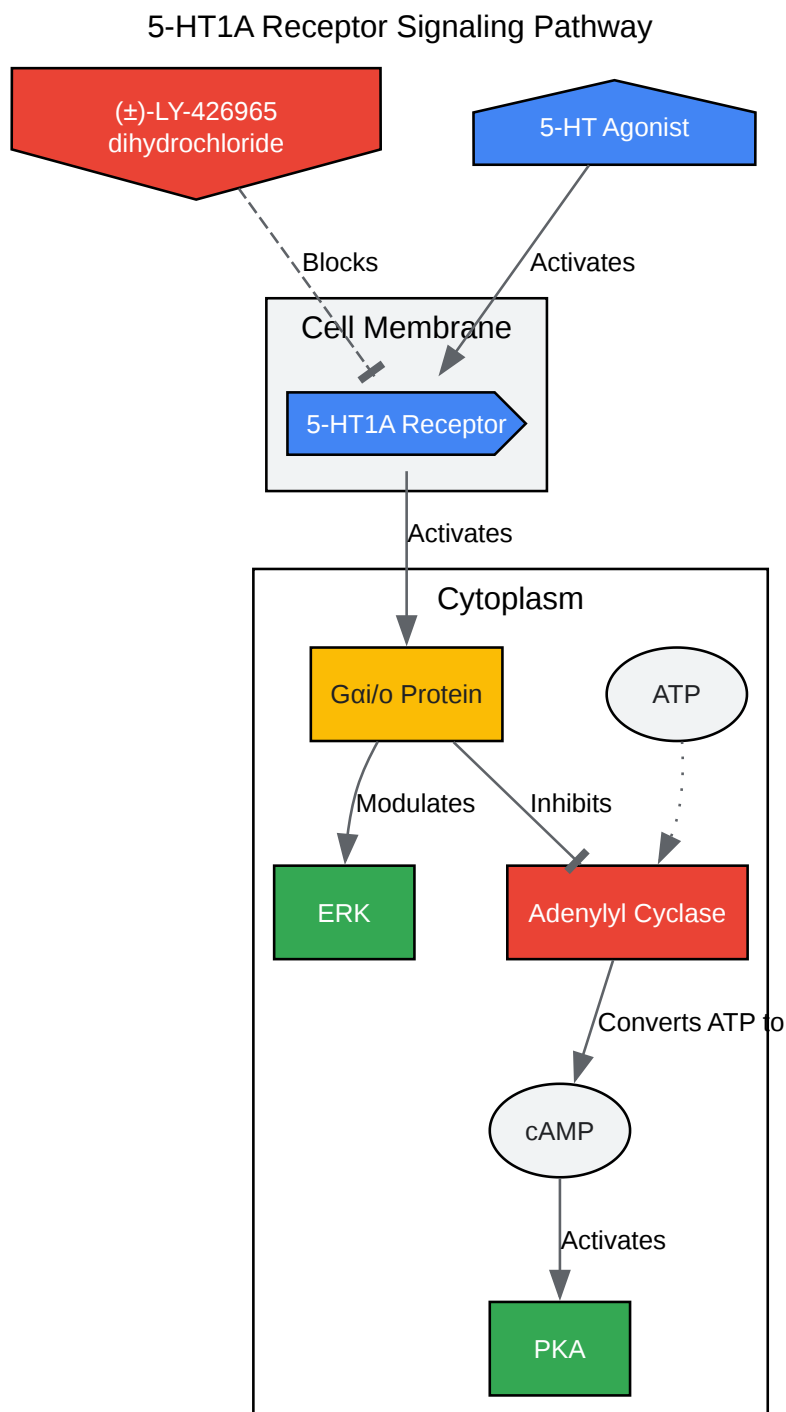 5-HT1A Receptor Signaling Pathway
(±)-LY-426965
dihydrochloride
5-HT Agonist
Blocks
Activates
Cell Membrane
5-HT1A Receptor
Activates
Cytoplasm
Gαi/o Protein
ATP
Modulates
Inhibits
ERK
Adenylyl Cyclase
Converts ATP to
cAMP
Activates
PKA